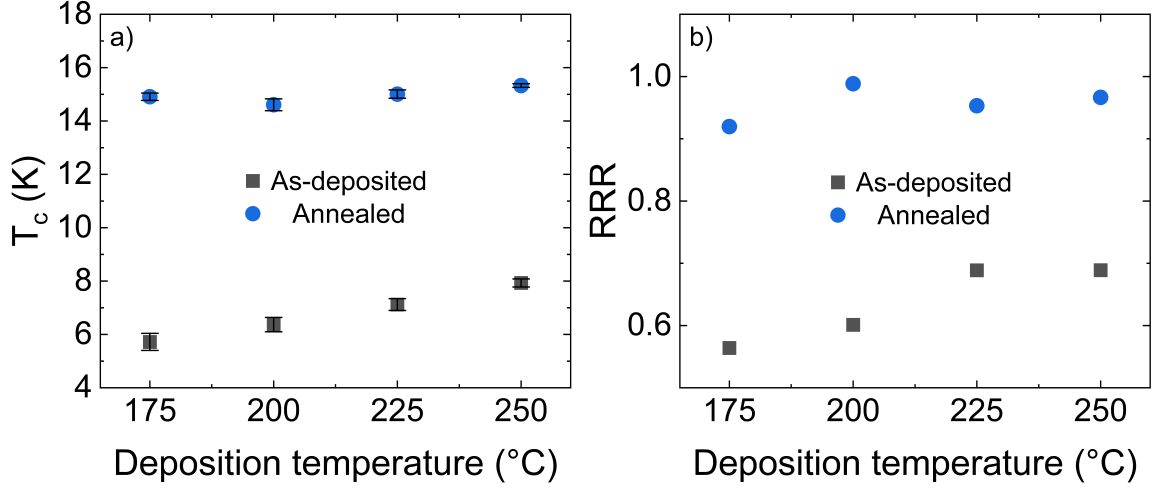 a)
18
16
14
12
10
8
6
4
T_c (K)
As-deposited
Annealed
175 200 225 250
Deposition temperature (°C)
b)
1.0
0.8
0.6
RRR
As-deposited
Annealed
175 200 225 250
Deposition temperature (°C)